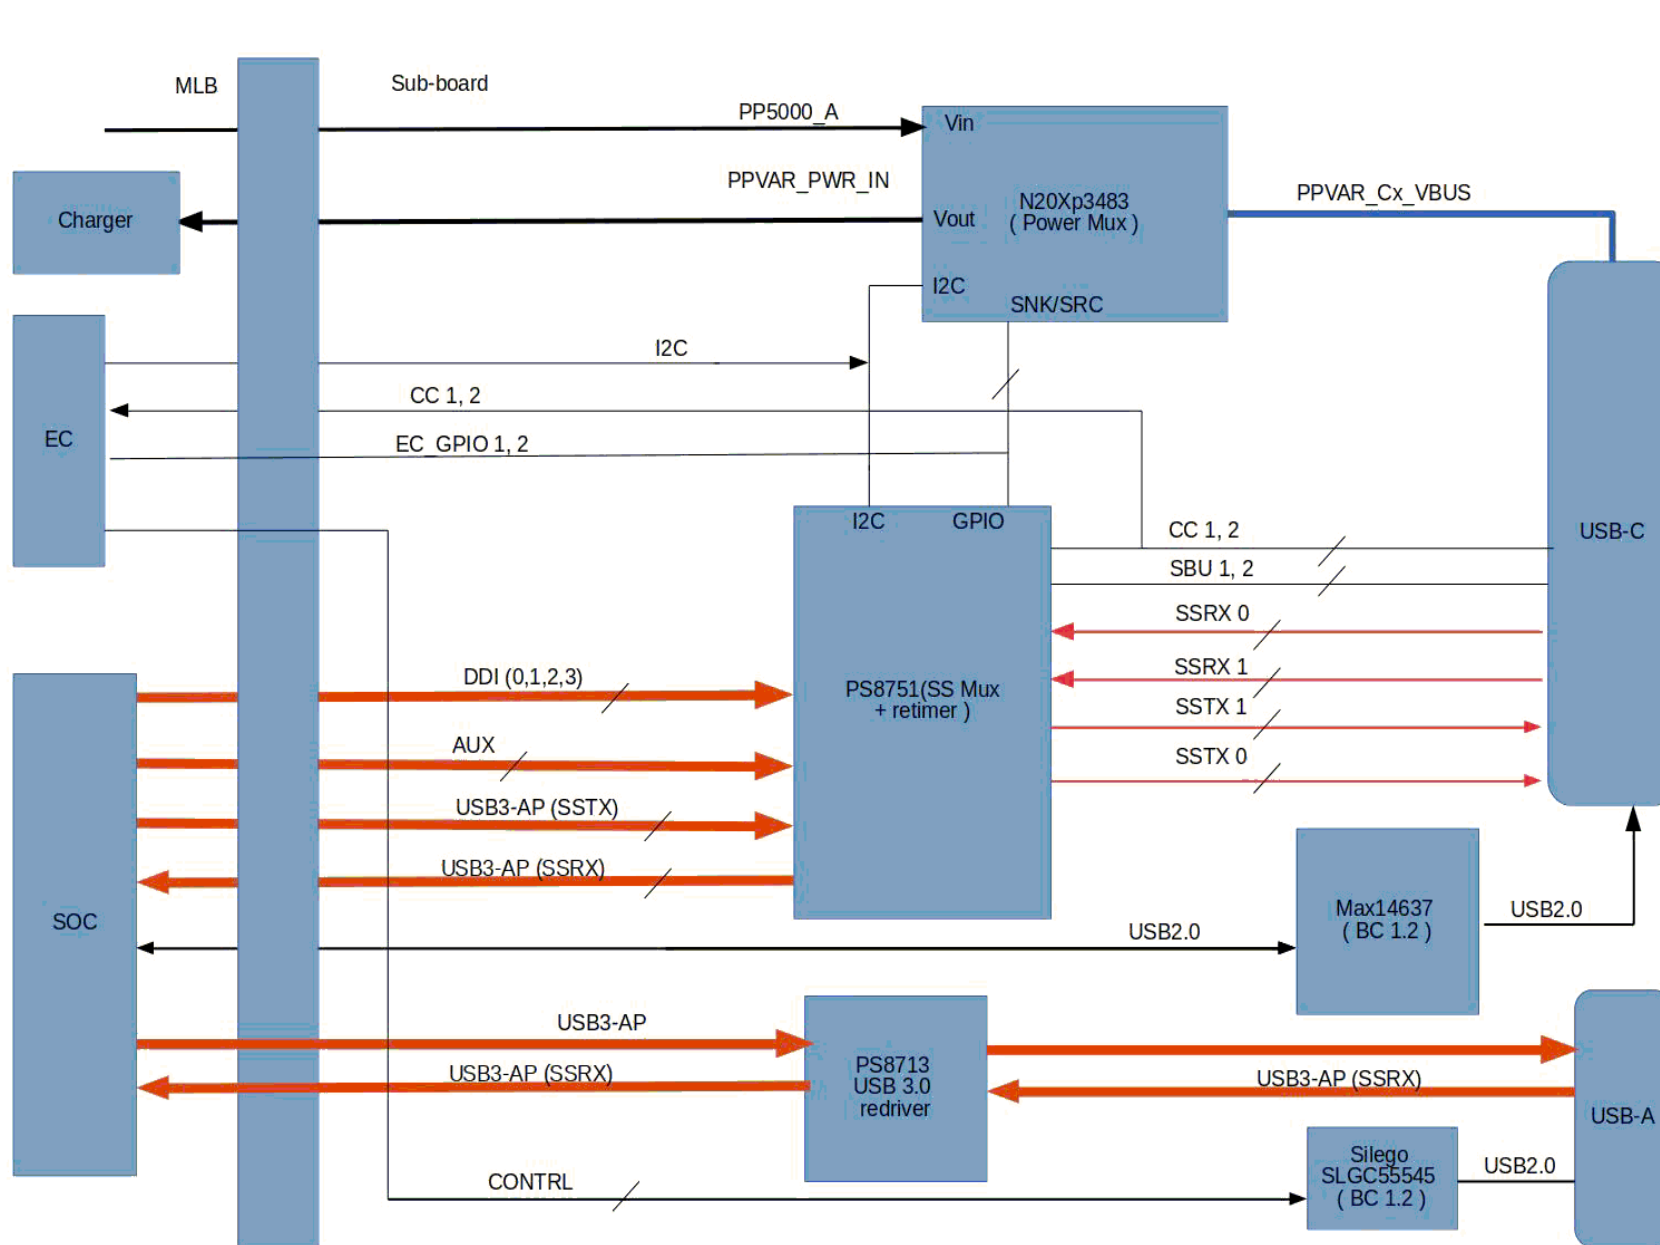 MLB
Sub-board
PP5000_A
Vin
PPVAR_PWR_IN
PPVAR_Cx_VBUS
Charger
Vout
N20Xp3483
( Power Mux )
I2C
SNK/SRC
I2C
CC 1, 2
EC
EC_GPIO 1, 2
I2C
GPIO
CC 1, 2
USB-C
SBU 1, 2
SSRX 0
SSRX 1
DDI (0,1,2,3)
PS8751(SS Mux
+ retimer )
SSTX 1
AUX
SSTX 0
USB3-AP (SSTX)
USB3-AP (SSRX)
SOC
Max14637
( BC 1.2 )
USB2.0
USB2.0
USB3-AP
PS8713
USB 3.0
redriver
USB3-AP (SSRX)
USB3-AP (SSRX)
USB-A
Silego
SLGC55545
( BC 1.2 )
USB2.0
CONTRL